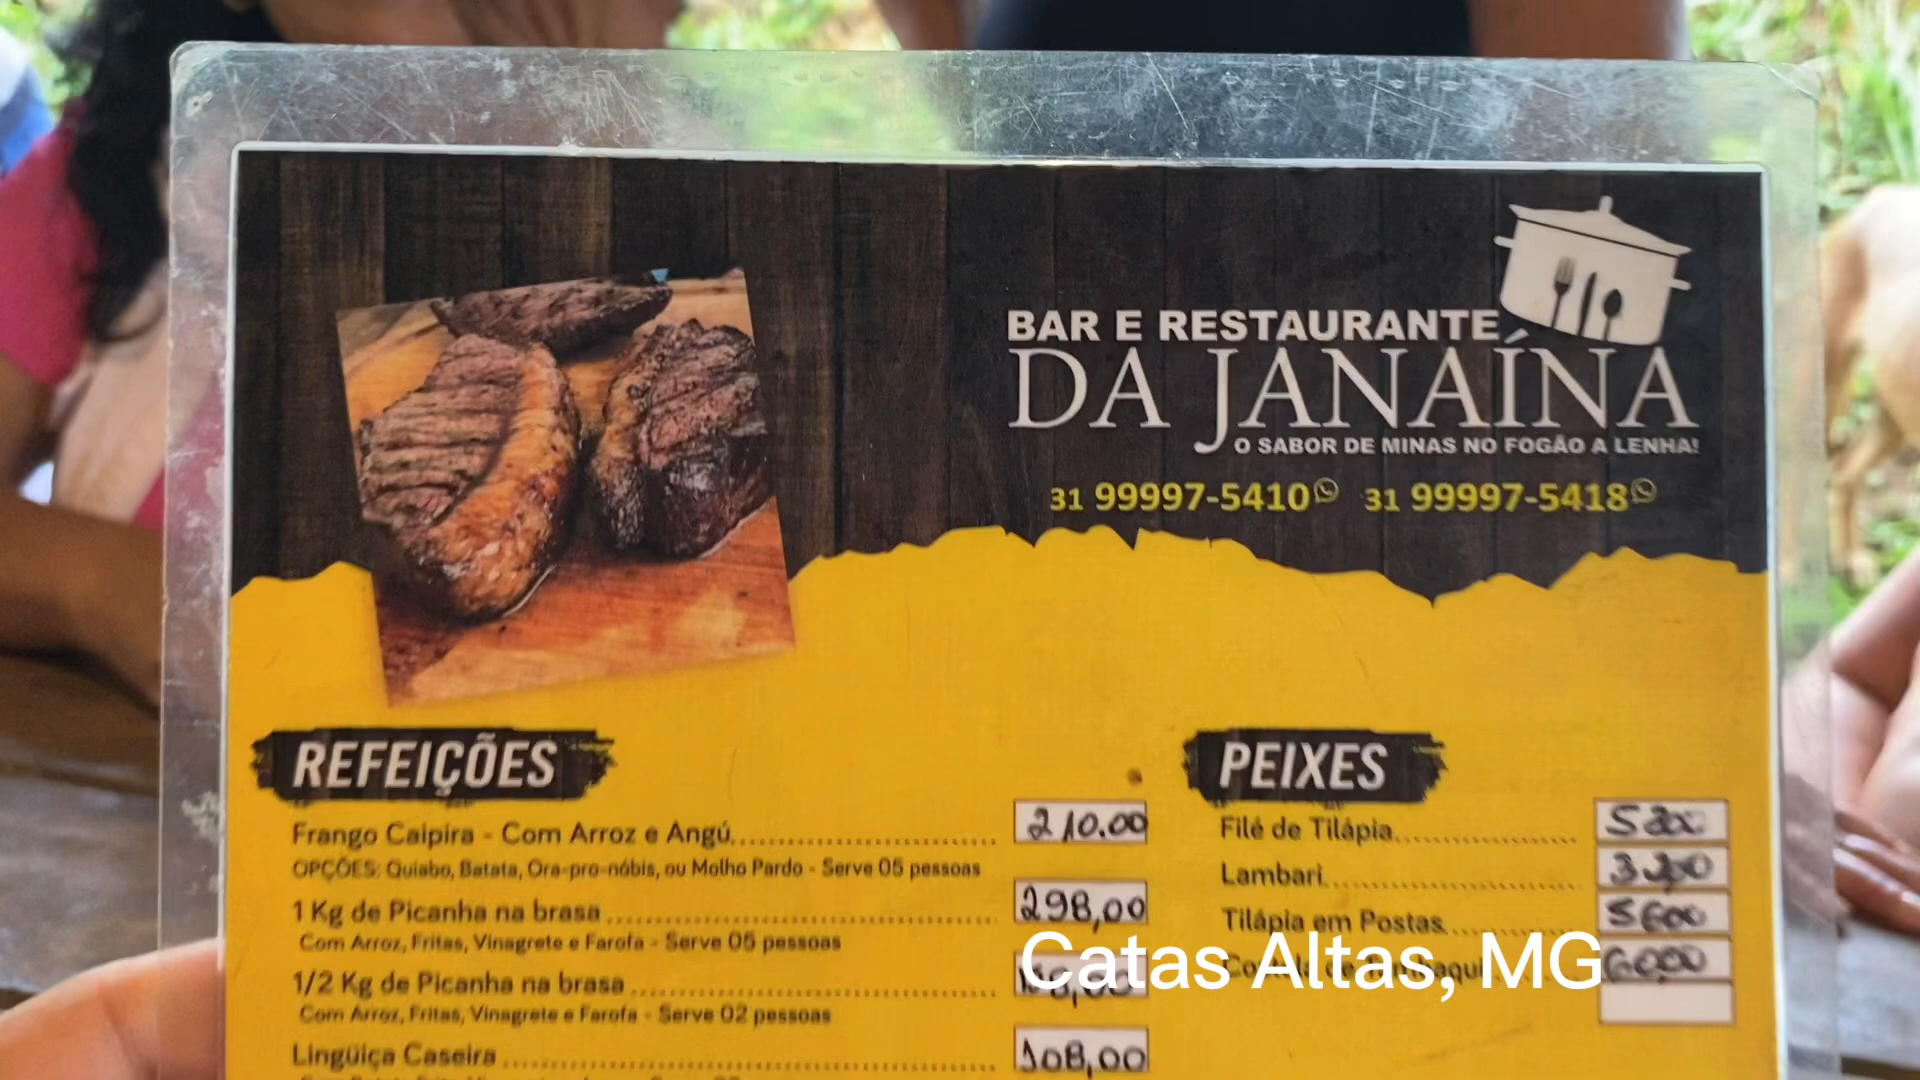 BAR E RESTAURANTE
DA JANAÍNA
O SABOR DE MINAS NO FOGÃO A LENHA!
31 99997-5410 31 99997-5418
REFEIÇÕES
Frango Caipira - Com Arroz e Angú 210.00
OPÇÕES: Quiabo, Batata, Ora-pro-nóbis, ou Molho Pardo - Serve 05 pessoas
1 Kg de Picanha na brasa 298,00
Com Arroz, Fritas, Vinagrete e Farofa - Serve 05 pessoas
1/2 Kg de Picanha na brasa
Com Arroz, Fritas, Vinagrete e Farofa - Serve 02 pessoas
Lingüiça Caseira 108,00
PEIXES
Filé de Tilápia
Lambari
Tilápia em Postas
Catas Altas, MG